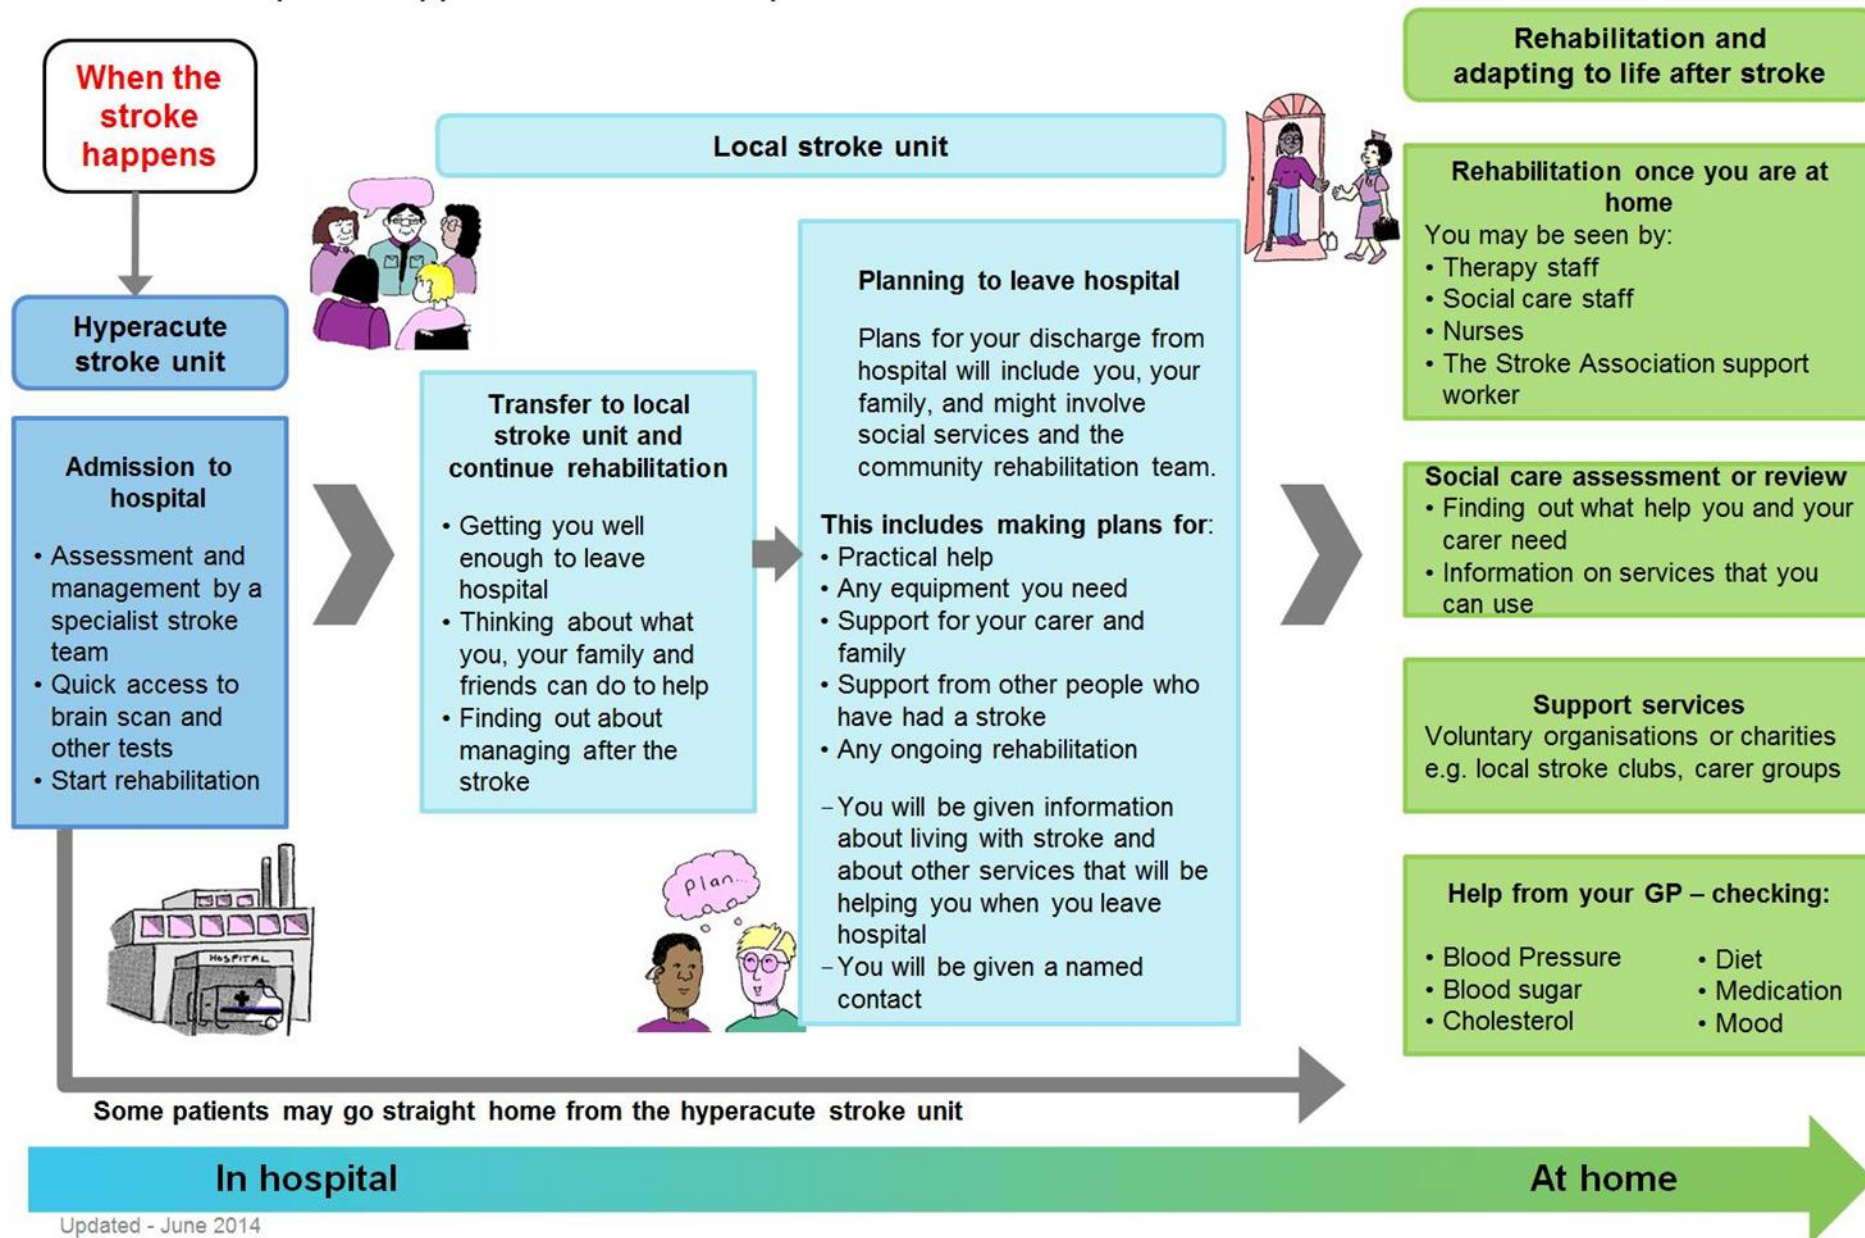 When the
stroke
happens
Hyperacute
stroke unit
Admission to
hospital
• Assessment and
management by a
specialist stroke
team
• Quick access to
brain scan and
other tests
• Start rehabilitation
HOSPITAL
Local stroke unit
Transfer to local
stroke unit and
continue rehabilitation
• Getting you well
enough to leave
hospital
• Thinking about what
you, your family and
friends can do to help
• Finding out about
managing after the
stroke
Plan...
Planning to leave hospital
Plans for your discharge from
hospital will include you, your
family, and might involve
social services and the
community rehabilitation team.
This includes making plans for:
• Practical help
• Any equipment you need
• Support for your carer and
family
• Support from other people who
have had a stroke
• Any ongoing rehabilitation
– You will be given information
about living with stroke and
about other services that will be
helping you when you leave
hospital
– You will be given a named
contact
Rehabilitation and
adapting to life after stroke
Rehabilitation once you are at
home
You may be seen by:
• Therapy staff
• Social care staff
• Nurses
• The Stroke Association support
worker
Social care assessment or review
• Finding out what help you and your
carer need
• Information on services that you
can use
Support services
Voluntary organisations or charities
e.g. local stroke clubs, carer groups
Help from your GP – checking:
• Blood Pressure
• Blood sugar
• Cholesterol
• Diet
• Medication
• Mood
Some patients may go straight home from the hyperacute stroke unit
In hospital
At home
Updated - June 2014